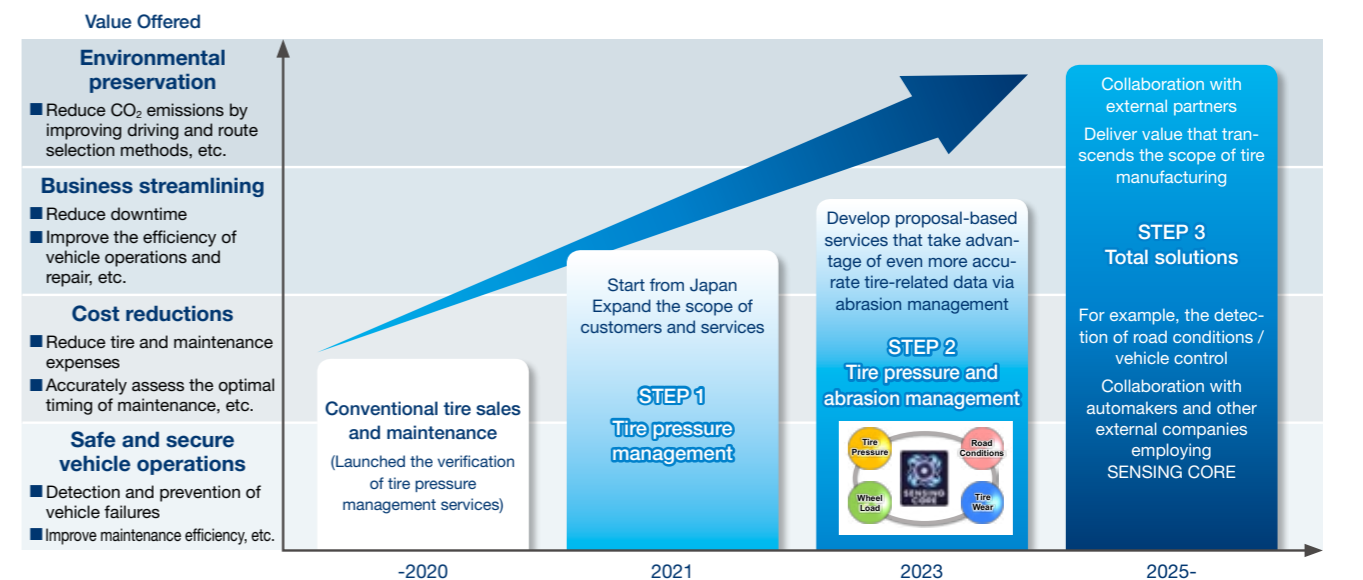 Value Offered
Environmental
preservation
■Reduce CO₂ emissions by
improving driving and route
selection methods, etc.
Business streamlining
■Reduce downtime
■Improve the efficiency of
vehicle operations and
repair, etc.
Cost reductions
■Reduce tire and maintenance
expenses
■Accurately assess the optimal
timing of maintenance, etc.
Safe and secure
vehicle operations
■Detection and prevention of
vehicle failures
■Improve maintenance efficiency, etc.
Conventional tire sales
and maintenance
(Launched the verification
of tire pressure
management services)
Start from Japan
Expand the scope of
customers and services
STEP 1
Tire pressure
management
Develop proposal-based
services that take advan-
tage of even more accu-
rate tire-related data via
abrasion management
STEP 2
Tire pressure and
abrasion management
Tire
Pressure
Road
Conditions
SENSING
CORE
Wheel
Load
Tire
Wear
Collaboration with
external partners
Deliver value that tran-
scends the scope of tire
manufacturing
STEP 3
Total solutions
For example, the detec-
tion of road conditions /
vehicle control
Collaboration with
automakers and other
external companies
employing
SENSING CORE
-2020
2021
2023
2025-